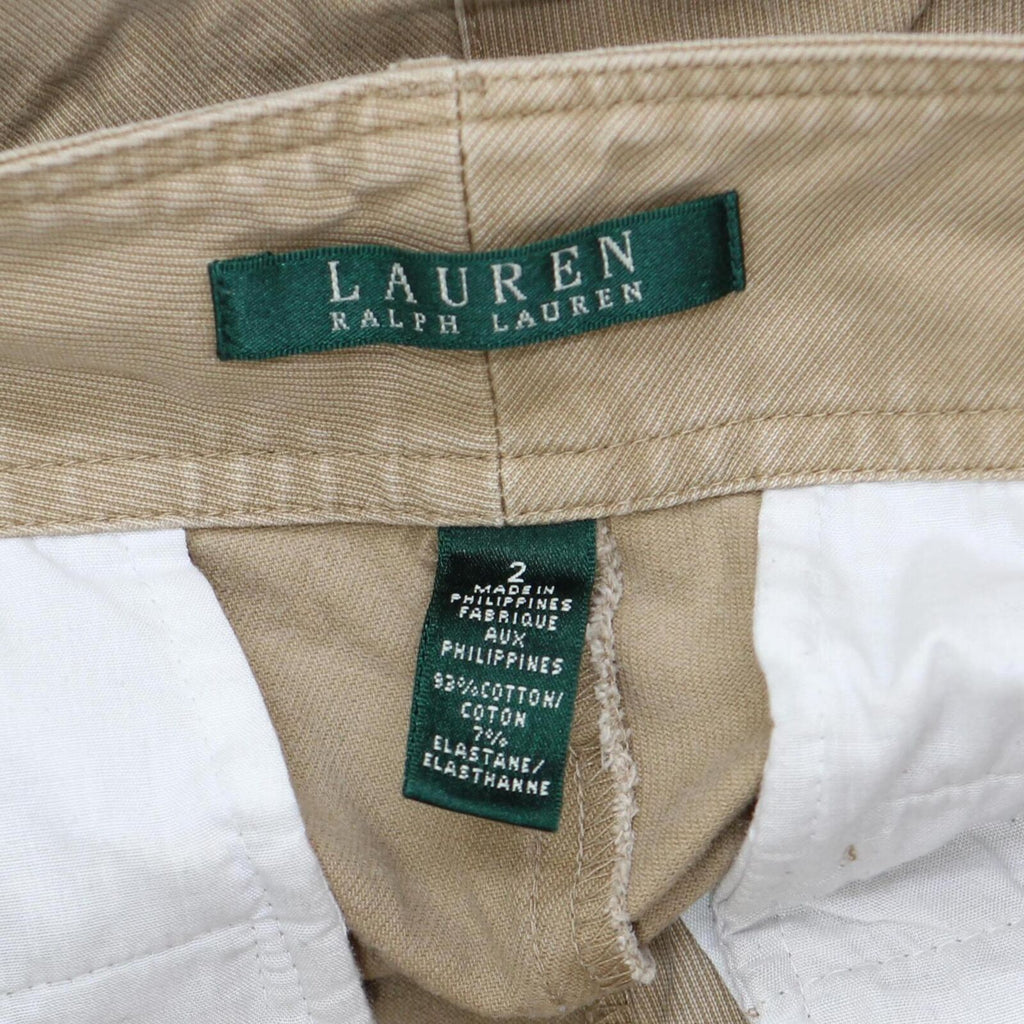 LAUREN
RALPH LAUREN
2
MADE IN
PHILIPPINES
FABRIQUE
AUX
PHILIPPINES
93%COTTON/
COTON
7%
ELASTANE/
ELASTHANNE